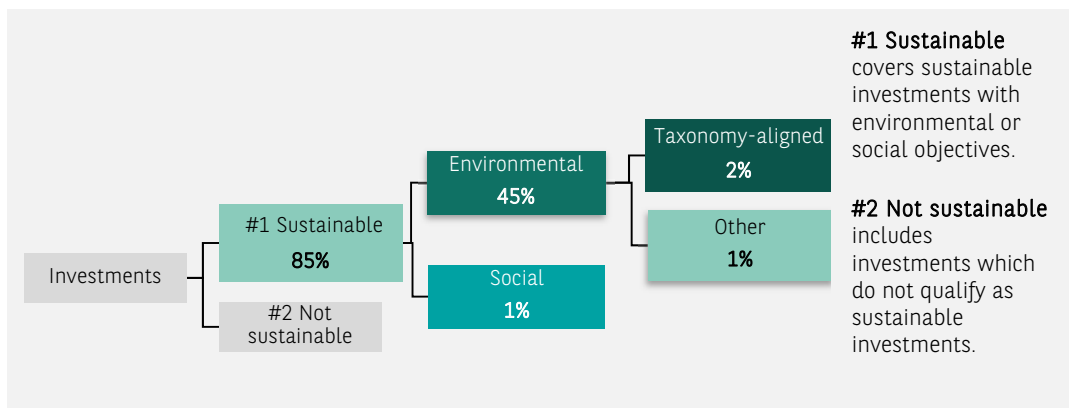 Investments
#1 Sustainable
85%
#2 Not
sustainable
Environmental
45%
Social
1%
Taxonomy-aligned
2%
Other
1%
#1 Sustainable
covers sustainable
investments with
environmental or
social objectives.
#2 Not sustainable
includes
investments which
do not qualify as
sustainable
investments.